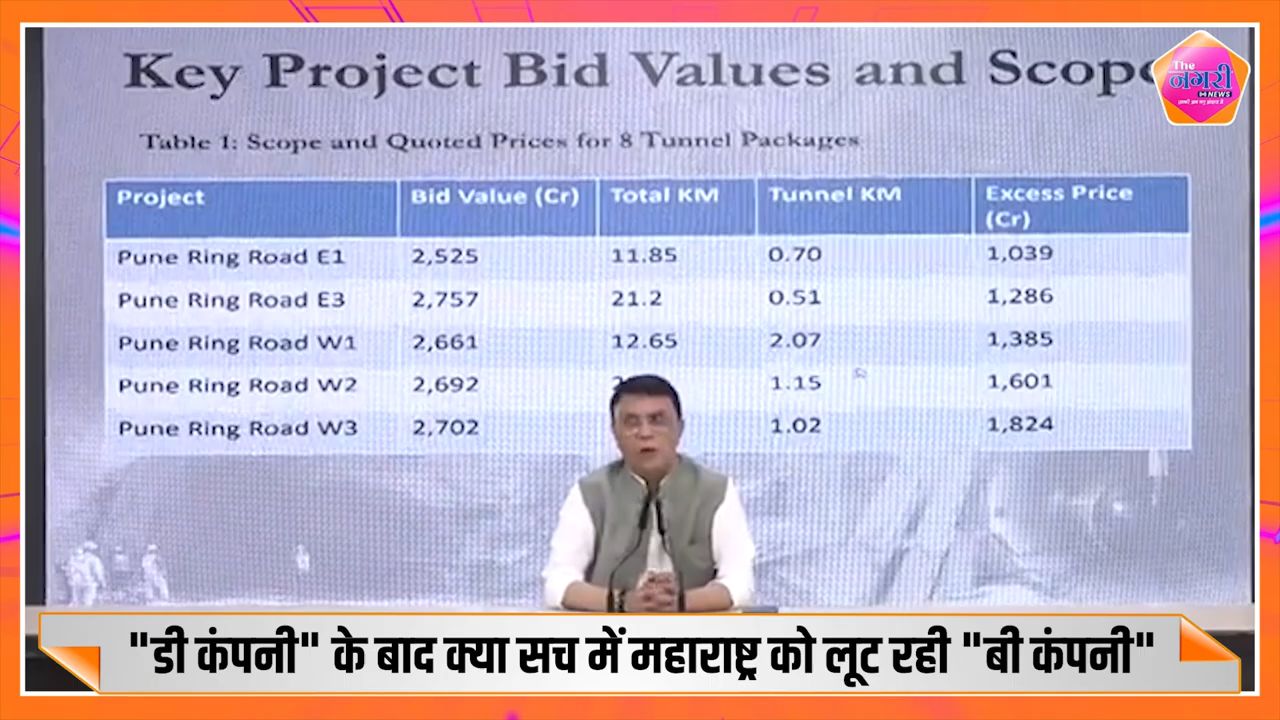 Key Project Bid Values and Scope
The
नगरी
NEWS
Table 1: Scope and Quoted Prices for 8 Tunnel Packages
Project Bid Value (Cr) Total KM Tunnel KM Excess Price (Cr)
Pune Ring Road E1 2,525 11.85 0.70 1,039
Pune Ring Road E3 2,757 21.2 0.51 1,286
Pune Ring Road W1 2,661 12.65 2.07 1,385
Pune Ring Road W2 2,692 1.15 1,601
Pune Ring Road W3 2,702 1.02 1,824
"डी कंपनी" के बाद क्या सच में महाराष्ट्र को लूट रही "बी कंपनी"